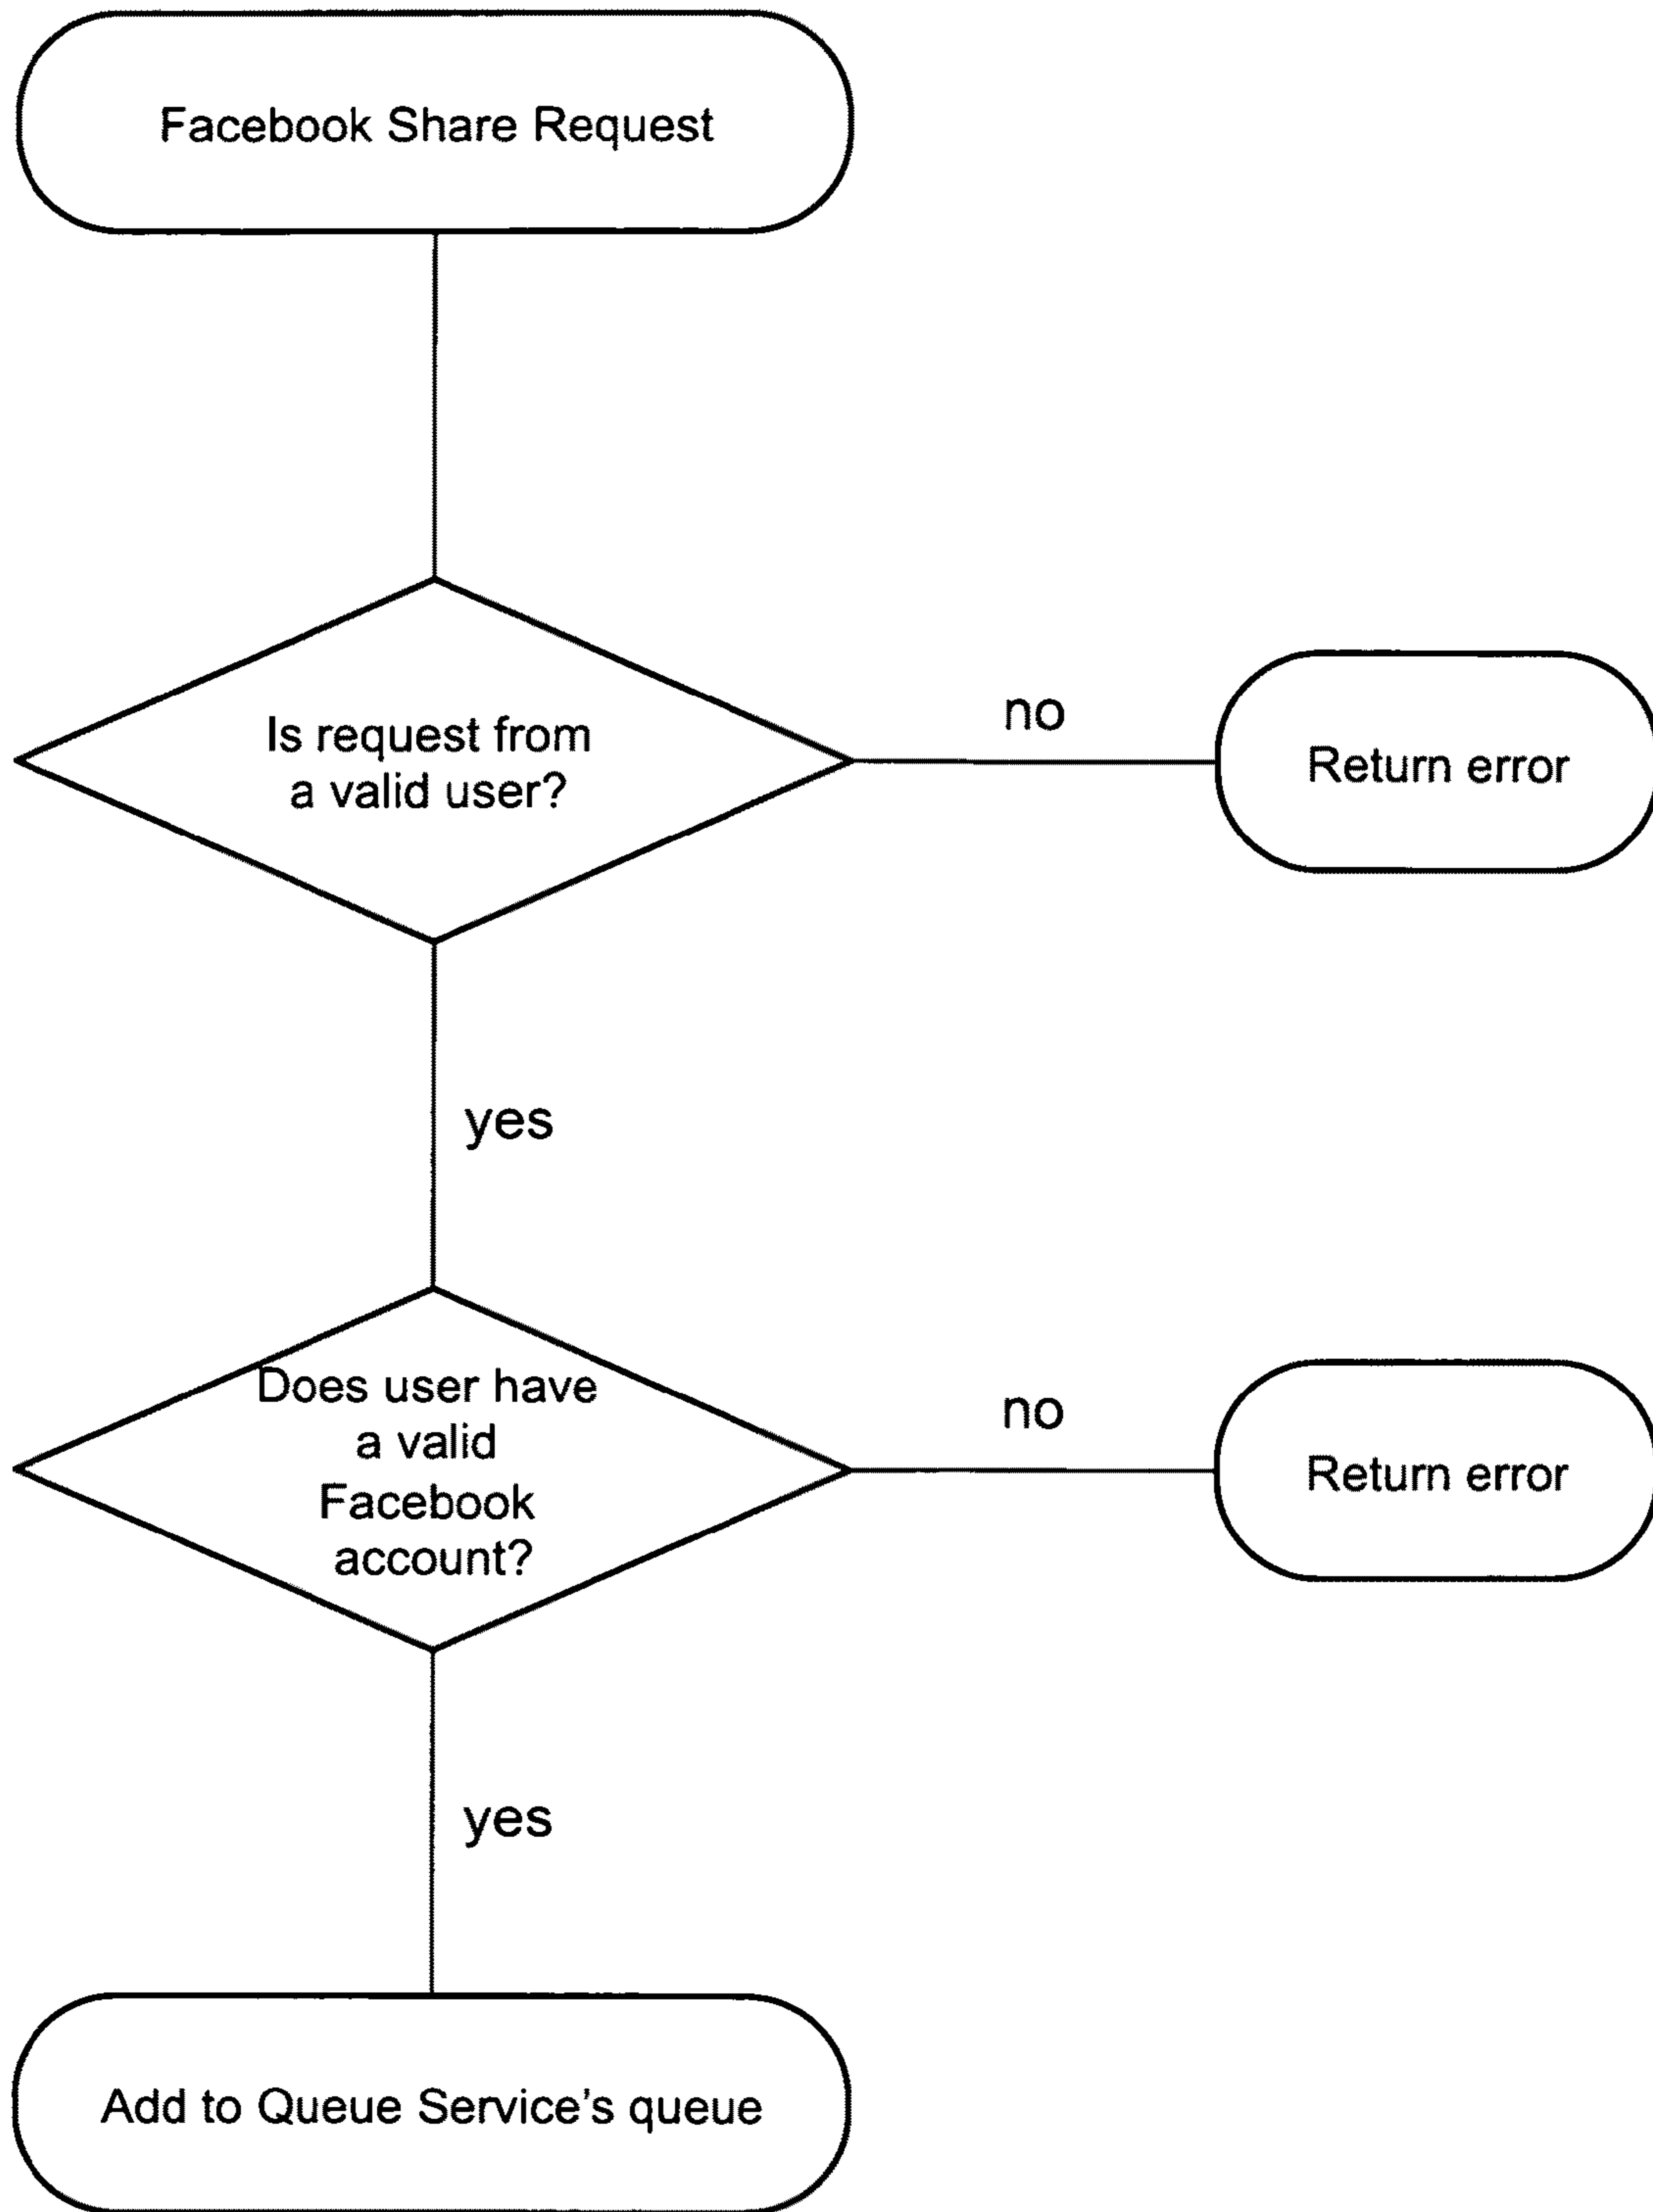 Facebook Share Request
Is request from
a valid user?
no
Return error
yes
Does user have
a valid
Facebook
account?
no
Return error
yes
Add to Queue Service's queue